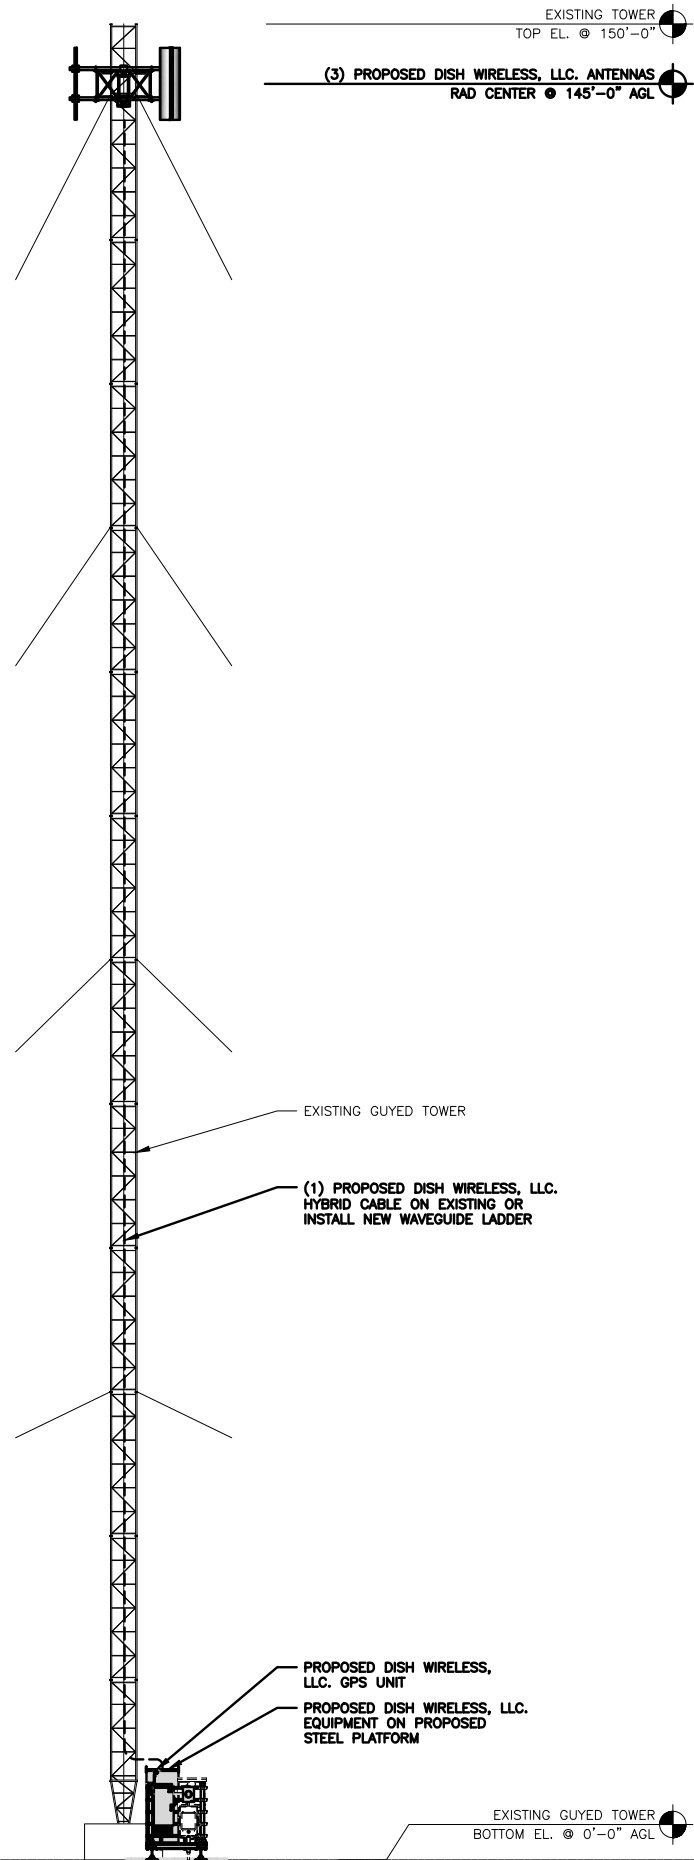 EXISTING TOWER
TOP EL. @ 150'-0"
(3) PROPOSED DISH WIRELESS, LLC. ANTENNAS
RAD CENTER @ 145'-0" AGL
EXISTING GUYED TOWER
(1) PROPOSED DISH WIRELESS, LLC.
HYBRID CABLE ON EXISTING OR
INSTALL NEW WAVEGUIDE LADDER
PROPOSED DISH WIRELESS,
LLC. GPS UNIT
PROPOSED DISH WIRELESS, LLC.
EQUIPMENT ON PROPOSED
STEEL PLATFORM
EXISTING GUYED TOWER
BOTTOM EL. @ 0'-0" AGL